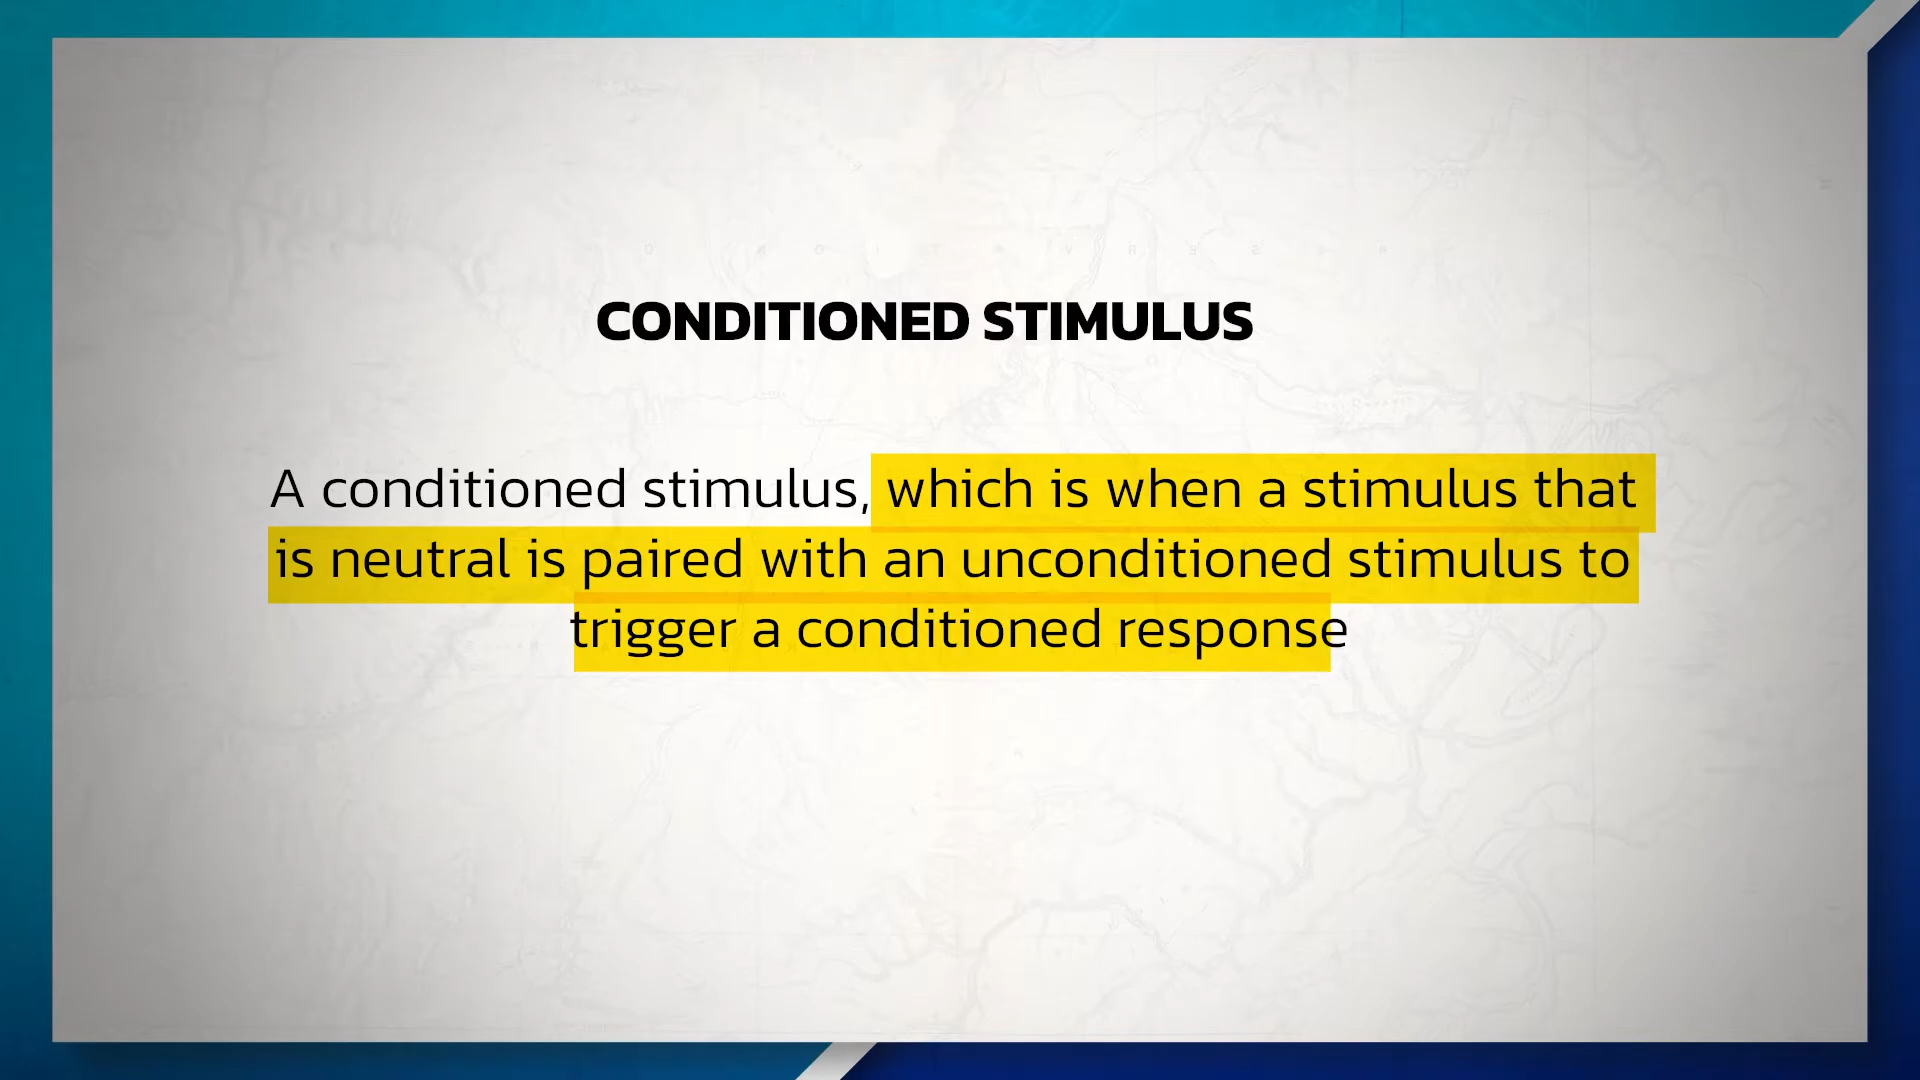 CONDITIONED STIMULUS
A conditioned stimulus, which is when a stimulus that
is neutral is paired with an unconditioned stimulus to
trigger a conditioned response